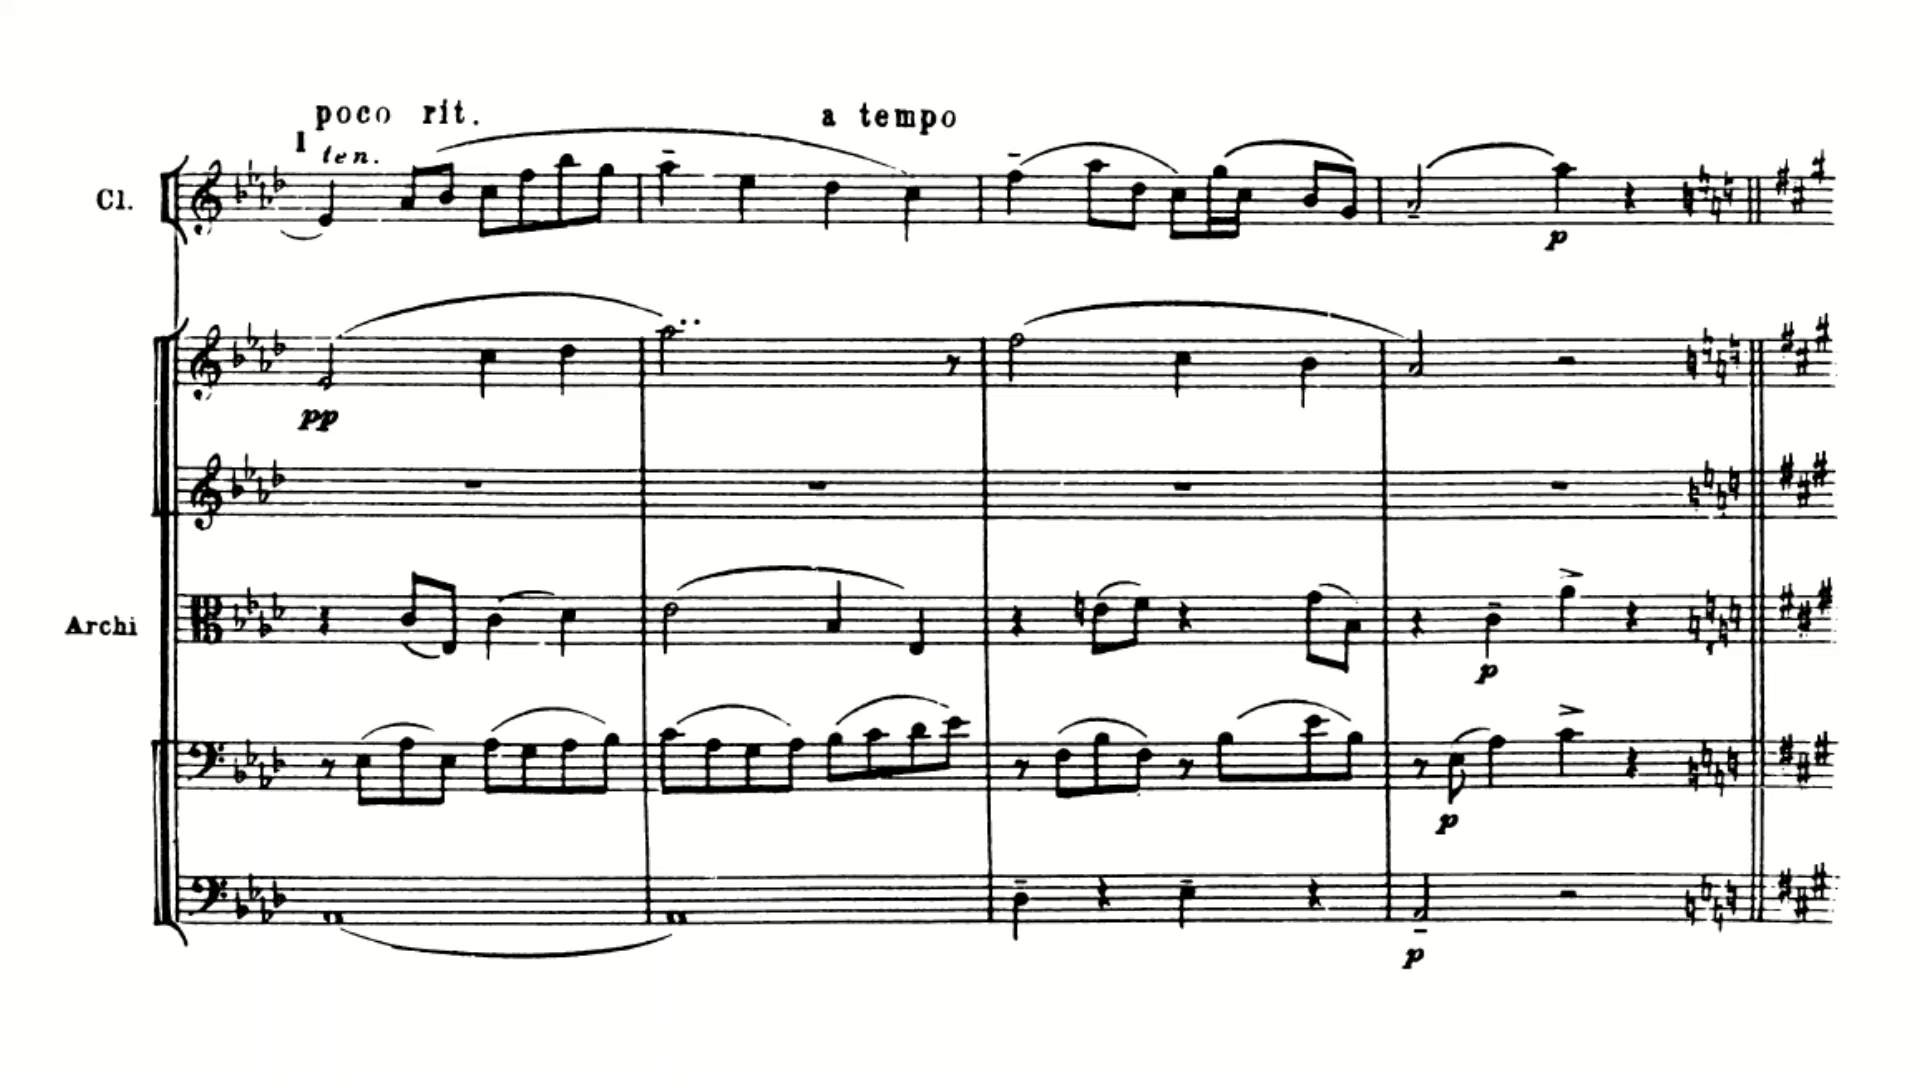 poco rit. a tempo
1 ten.
Cl.
p
pp
Archi
p
p
p